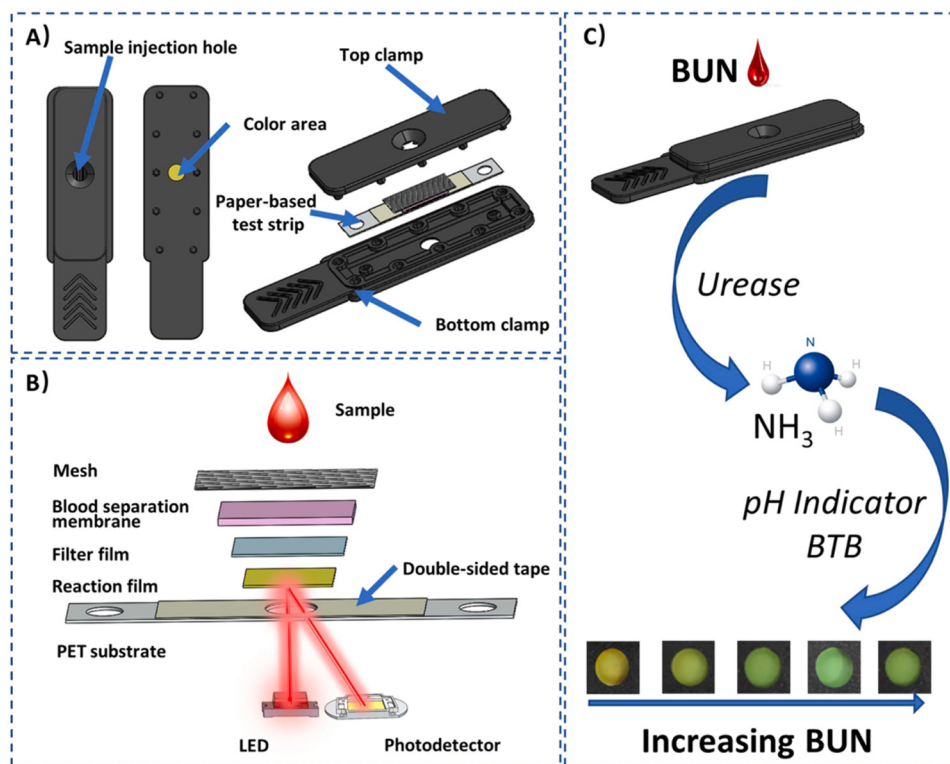 A)
Sample injection hole
Top clamp
Color area
Paper-based
test strip
Bottom clamp
B)
Sample
Mesh
Blood separation
membrane
Filter film
Reaction film
Double-sided tape
PET substrate
LED
Photodetector
C)
BUN
Urease
N
H
H
H
NH3
pH Indicator
BTB
Increasing BUN